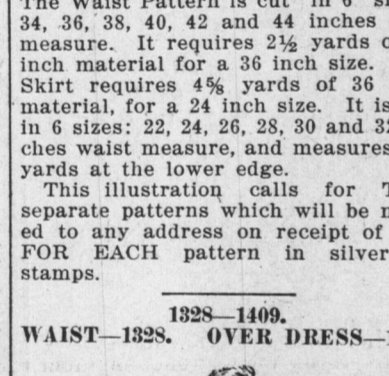 The Waist Pattern is cut in 6
34, 36, 38, 40, 42 and 44 inches
measure. It requires 2½ yards
inch material for a 36 inch size.
Skirt requires 4⅝ yards of 36
material, for a 24 inch size. It is
in 6 sizes: 22, 24, 26, 28, 30 and 32
ches waist measure, and measures
yards at the lower edge.
This illustration calls for
separate patterns which will be
ed to any address on receipt of
FOR EACH pattern in silver
stamps.
1328—1409.
WAIST—1328. OVER DRESS—